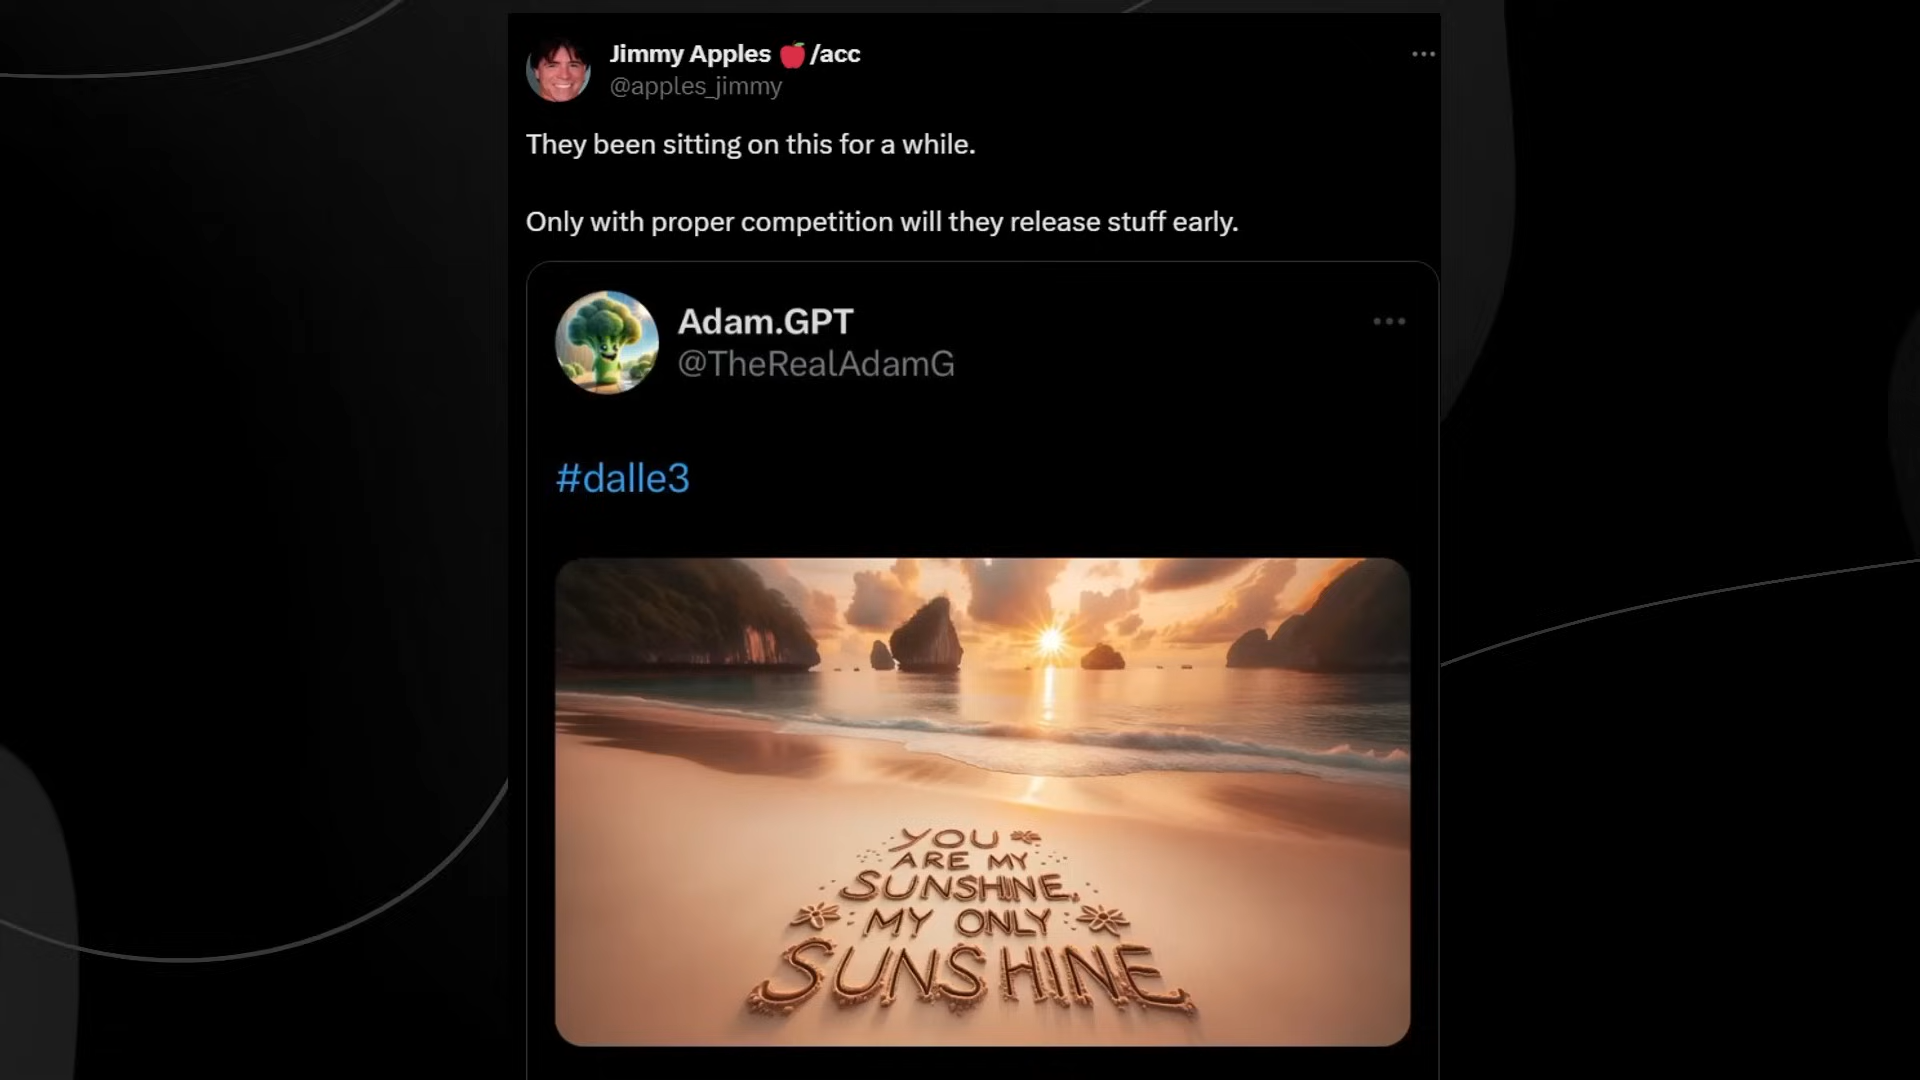 Jimmy Apples 🍎/acc
@apples_jimmy
They been sitting on this for a while.
Only with proper competition will they release stuff early.
Adam.GPT
@TheRealAdamG
#dalle3
YOU
ARE MY
SUNSHINE,
MY ONLY
SUNSHINE